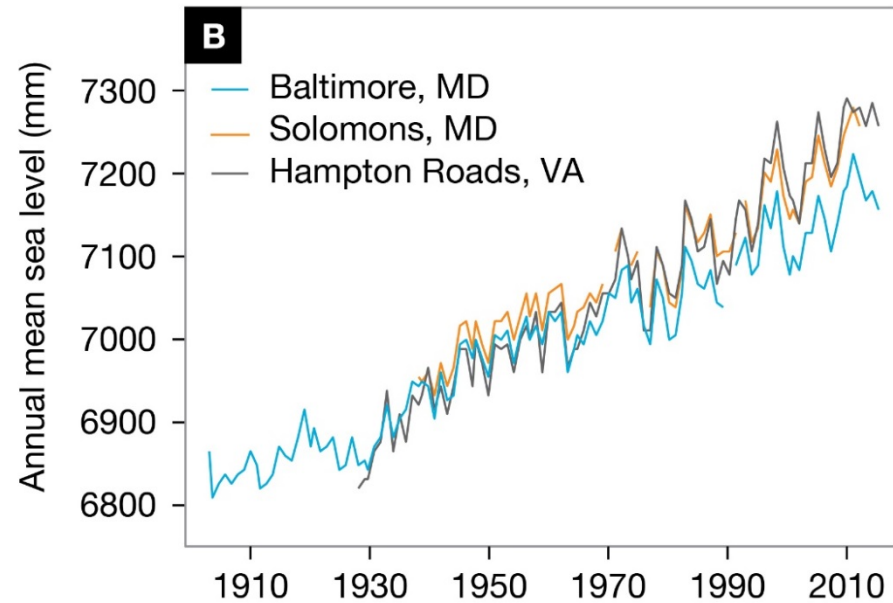 B
Annual mean sea level (mm)
Baltimore, MD
Solomons, MD
Hampton Roads, VA
7300
7200
7100
7000
6900
6800
1910 1930 1950 1970 1990 2010